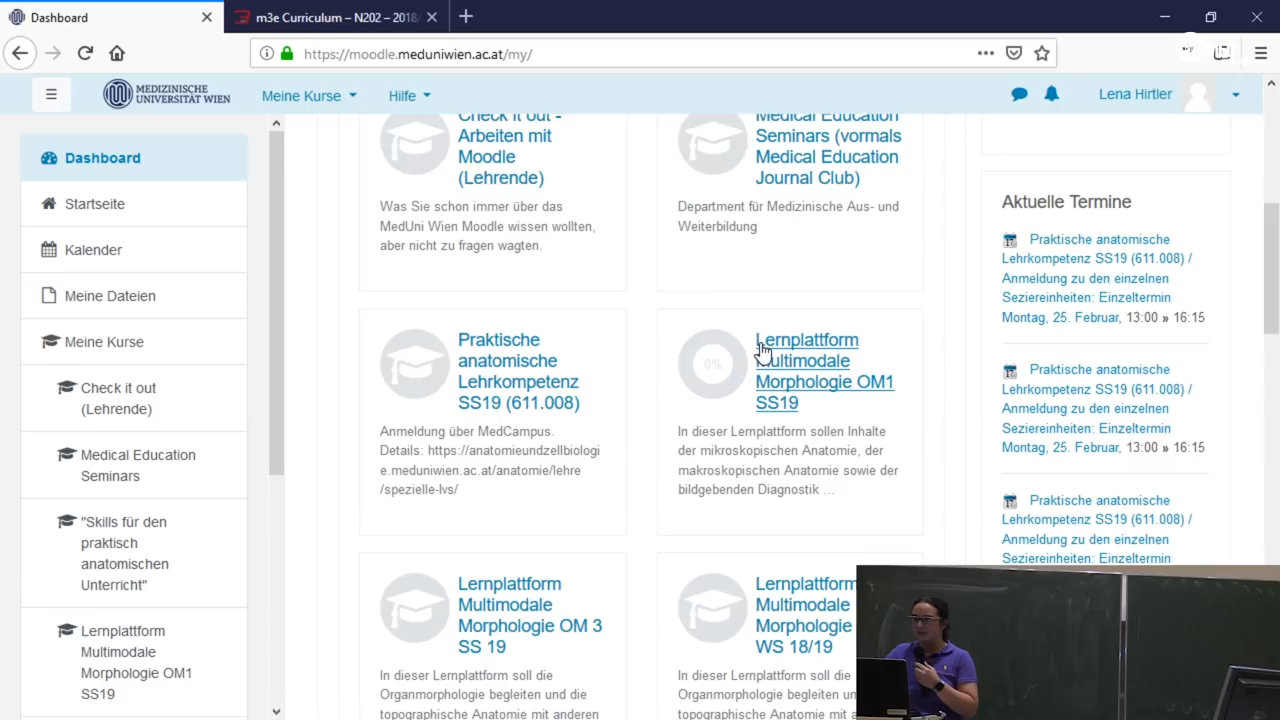 Dashboard
m3e Curriculum – N202 – 2018
https://moodle.meduniwien.ac.at/my/
MEDIZINISCHE
UNIVERSITÄT WIEN
Meine Kurse
Hilfe
Lena Hirtler
Dashboard
Startseite
Kalender
Meine Dateien
Meine Kurse
Check it out
(Lehrende)
Medical Education
Seminars
"Skills für den
praktisch
anatomischen
Unterricht"
Lernplattform
Multimodale
Morphologie OM1
SS19
Check it out -
Arbeiten mit
Moodle
(Lehrende)
Was Sie schon immer über das
MedUni Wien Moodle wissen wollten,
aber nicht zu fragen wagten.
Medical Education
Seminars (vormals
Medical Education
Journal Club)
Department für Medizinische Aus- und
Weiterbildung
Praktische
anatomische
Lehrkompetenz
SS19 (611.008)
Anmeldung über MedCampus.
Details: https://anatomieundzellbiologi
e.meduniwien.ac.at/anatomie/lehre
/spezielle-lvs/
0%
Lernplattform
Multimodale
Morphologie OM1
SS19
In dieser Lernplattform sollen Inhalte
der mikroskopischen Anatomie, der
makroskopischen Anatomie sowie der
bildgebenden Diagnostik ...
Lernplattform
Multimodale
Morphologie OM 3
SS 19
In dieser Lernplattform soll die
Organmorphologie begleiten und die
topographische Anatomie mit anderen
Lernplattform
Multimodale
Morphologie
WS 18/19
In dieser Lernplattform soll
Organmorphologie begleiten un
topographische Anatomie mit a
Aktuelle Termine
Praktische anatomische
Lehrkompetenz SS19 (611.008) /
Anmeldung zu den einzelnen
Seziereinheiten: Einzeltermin
Montag, 25. Februar, 13:00 » 16:15
Praktische anatomische
Lehrkompetenz SS19 (611.008) /
Anmeldung zu den einzelnen
Seziereinheiten: Einzeltermin
Montag, 25. Februar, 13:00 » 16:15
Praktische anatomische
Lehrkompetenz SS19 (611.008) /
Anmeldung zu den einzelnen
Seziereinheiten: Einzeltermin